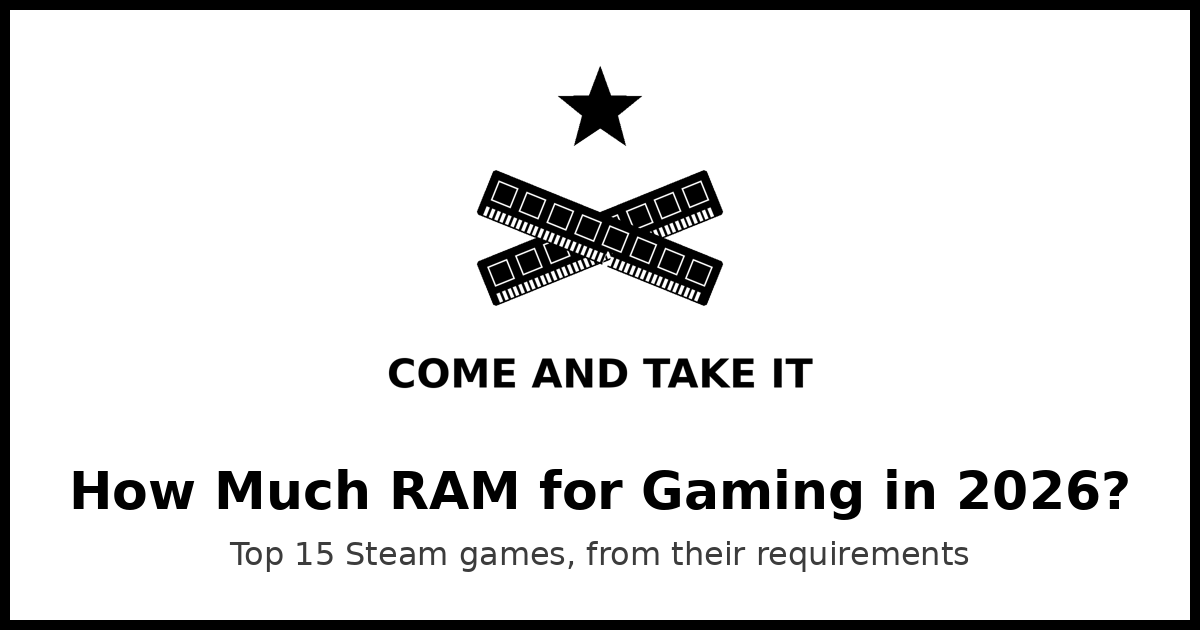 COME AND TAKE IT
How Much RAM for Gaming in 2026?
Top 15 Steam games, from their requirements